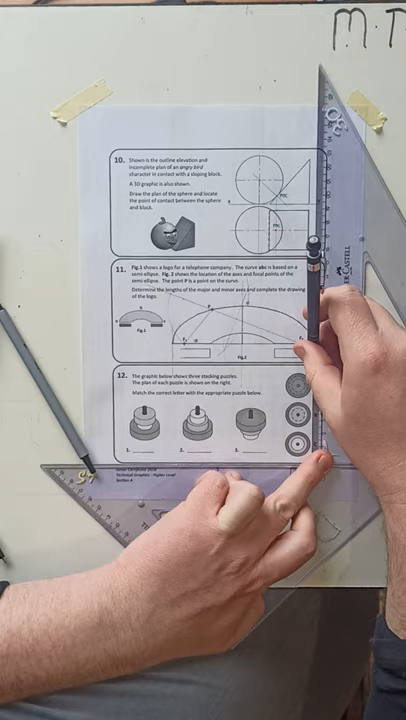 M.T
10. Shown is the outline elevation and
incomplete plan of an angry bird
character in contact with a sloping block.
A 3D graphic is also shown.
Draw the plan of the sphere and locate
the point of contact between the sphere
and block.
11. Fig.1 shows a logo for a telephone company. The curve abc is based on a
semi-ellipse. Fig. 2 shows the location of the axes and focal points of the
semi-ellipse. The point P is a point on the curve.
Determine the lengths of the major and minor axes and complete the drawing
of the logo.
Fig.1
Fig.2
12. The graphic below shows three stacking puzzles.
The plan of each puzzle is shown on the right.
Match the correct letter with the appropriate puzzle below.
1. ______ 2. ______ 3. ______
Technical Graphics - Higher Level
Section A